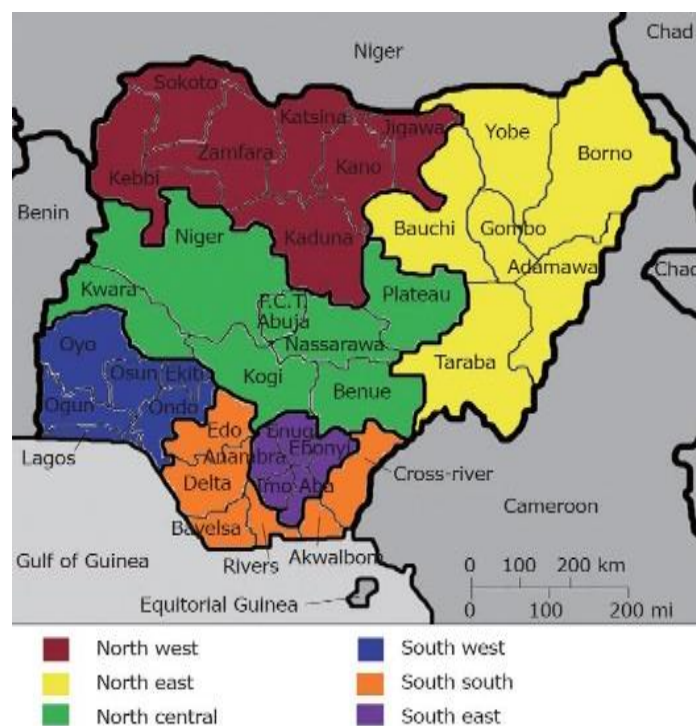 Chad
Niger
Sokoto
Katsina
Jigawa
Yobe
Borno
Zamfara
Kano
Kebbi
Benin
Bauchi
Gombo
Niger
Kaduna
Adamawa
Chad
Kwara
F.C.T.
Abuja
Plateau
Nassarawa
Oyo
Osun
Ekiti
Kogi
Benue
Taraba
Ogun
Ondo
Edo
Enug
Ebonyi
Lagos
Anambra
Cross-river
Delta
Imo
Aba
Bayelsa
Cameroon
Gulf of Guinea
Rivers
Akwalbom
0 100 200 km
Equitorial Guinea
0 100 200 mi
North west
South west
North east
South south
North central
South east